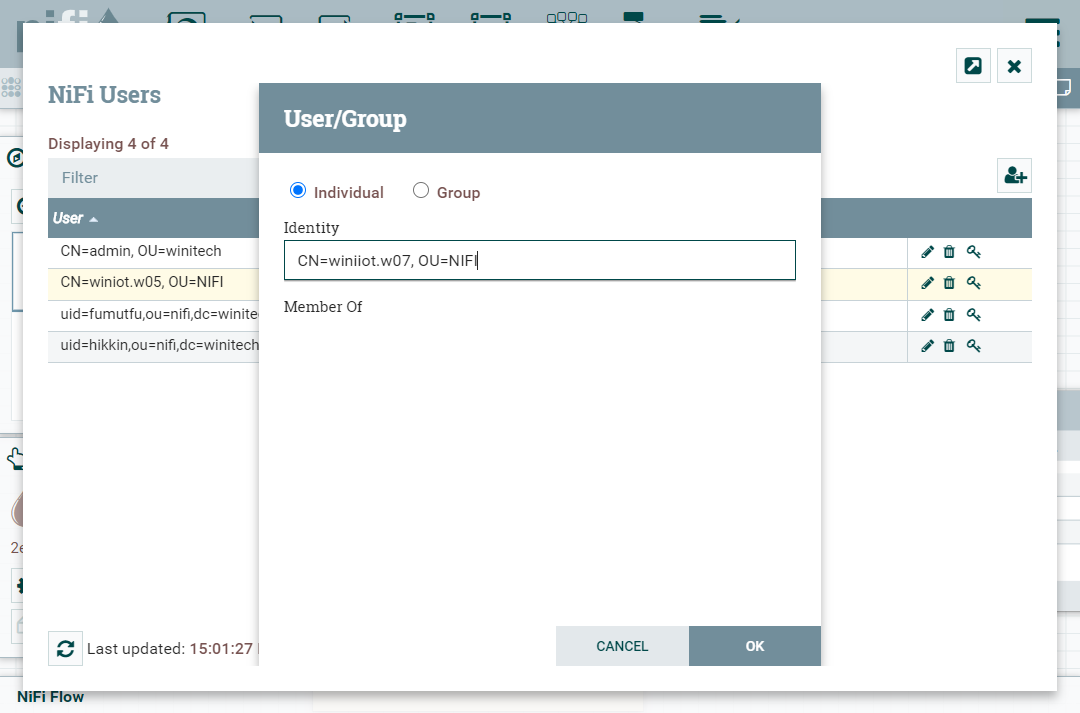 NiFi Users
User/Group
Displaying 4 of 4
Filter
Individual
Group
User
Identity
CN=admin, OU=winitech
CN=winiiot.w07, OU=NIFI
CN=winiot.w05, OU=NIFI
Member Of
uid=fumutfu,ou=nifi,dc=winite
uid=hikkin,ou=nifi,dc=winitech
Last updated: 15:01:27
CANCEL
OK
NiFi Flow